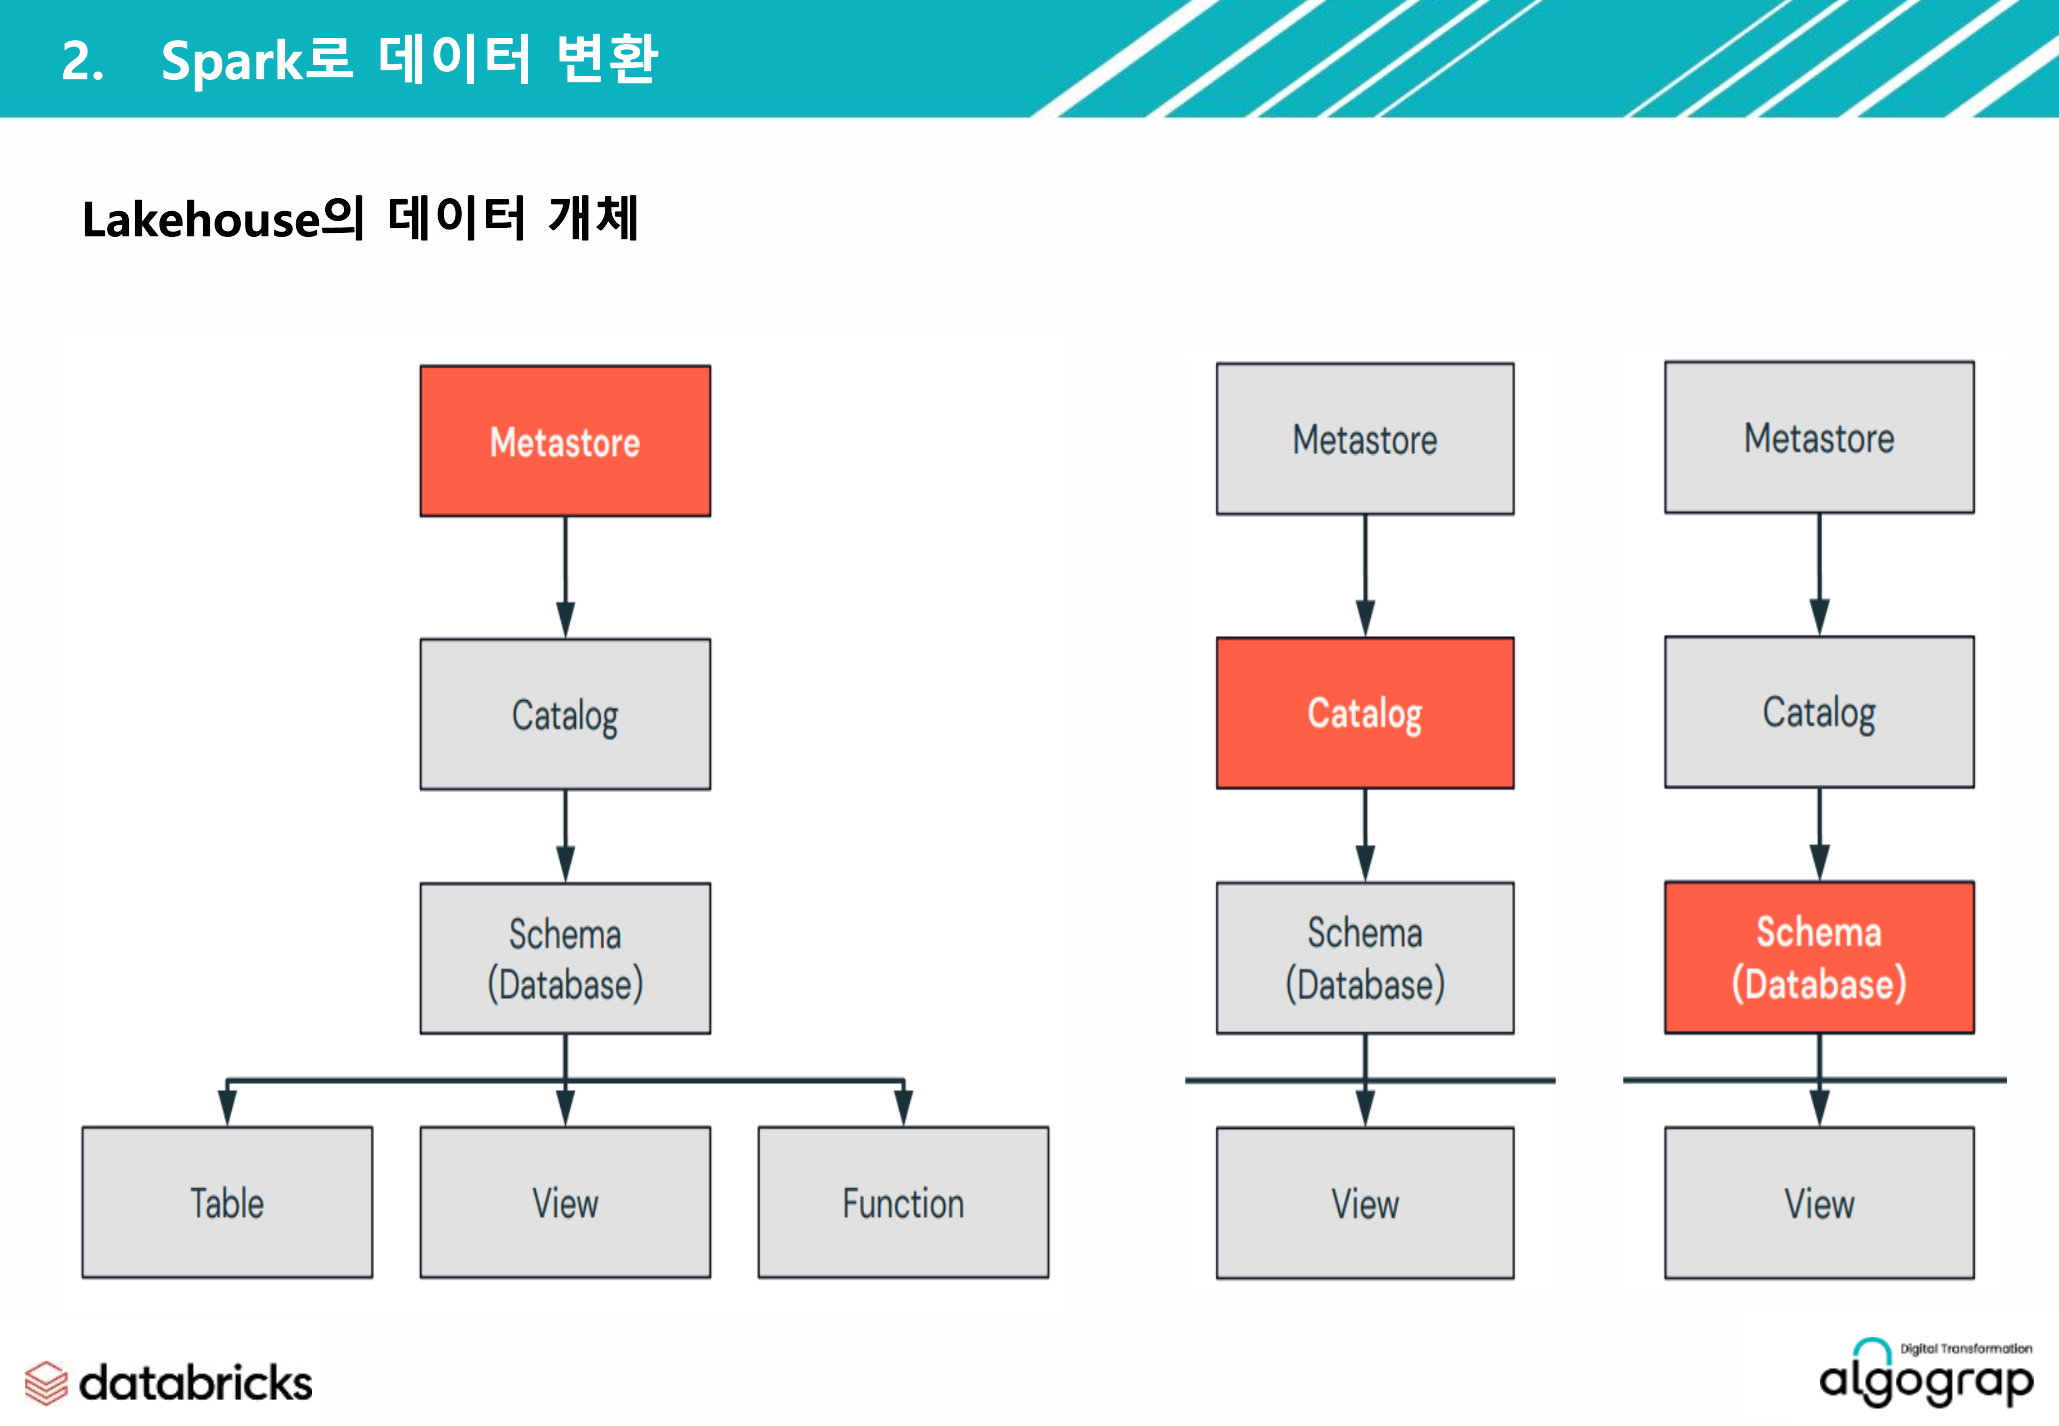 2. Spark로 데이터 변환
Lakehouse의 데이터 개체
Metastore
Catalog
Schema
(Database)
Table
View
Function
Metastore
Catalog
Schema
(Database)
View
Metastore
Catalog
Schema
(Database)
View
databricks
Digital Transformation
algograp